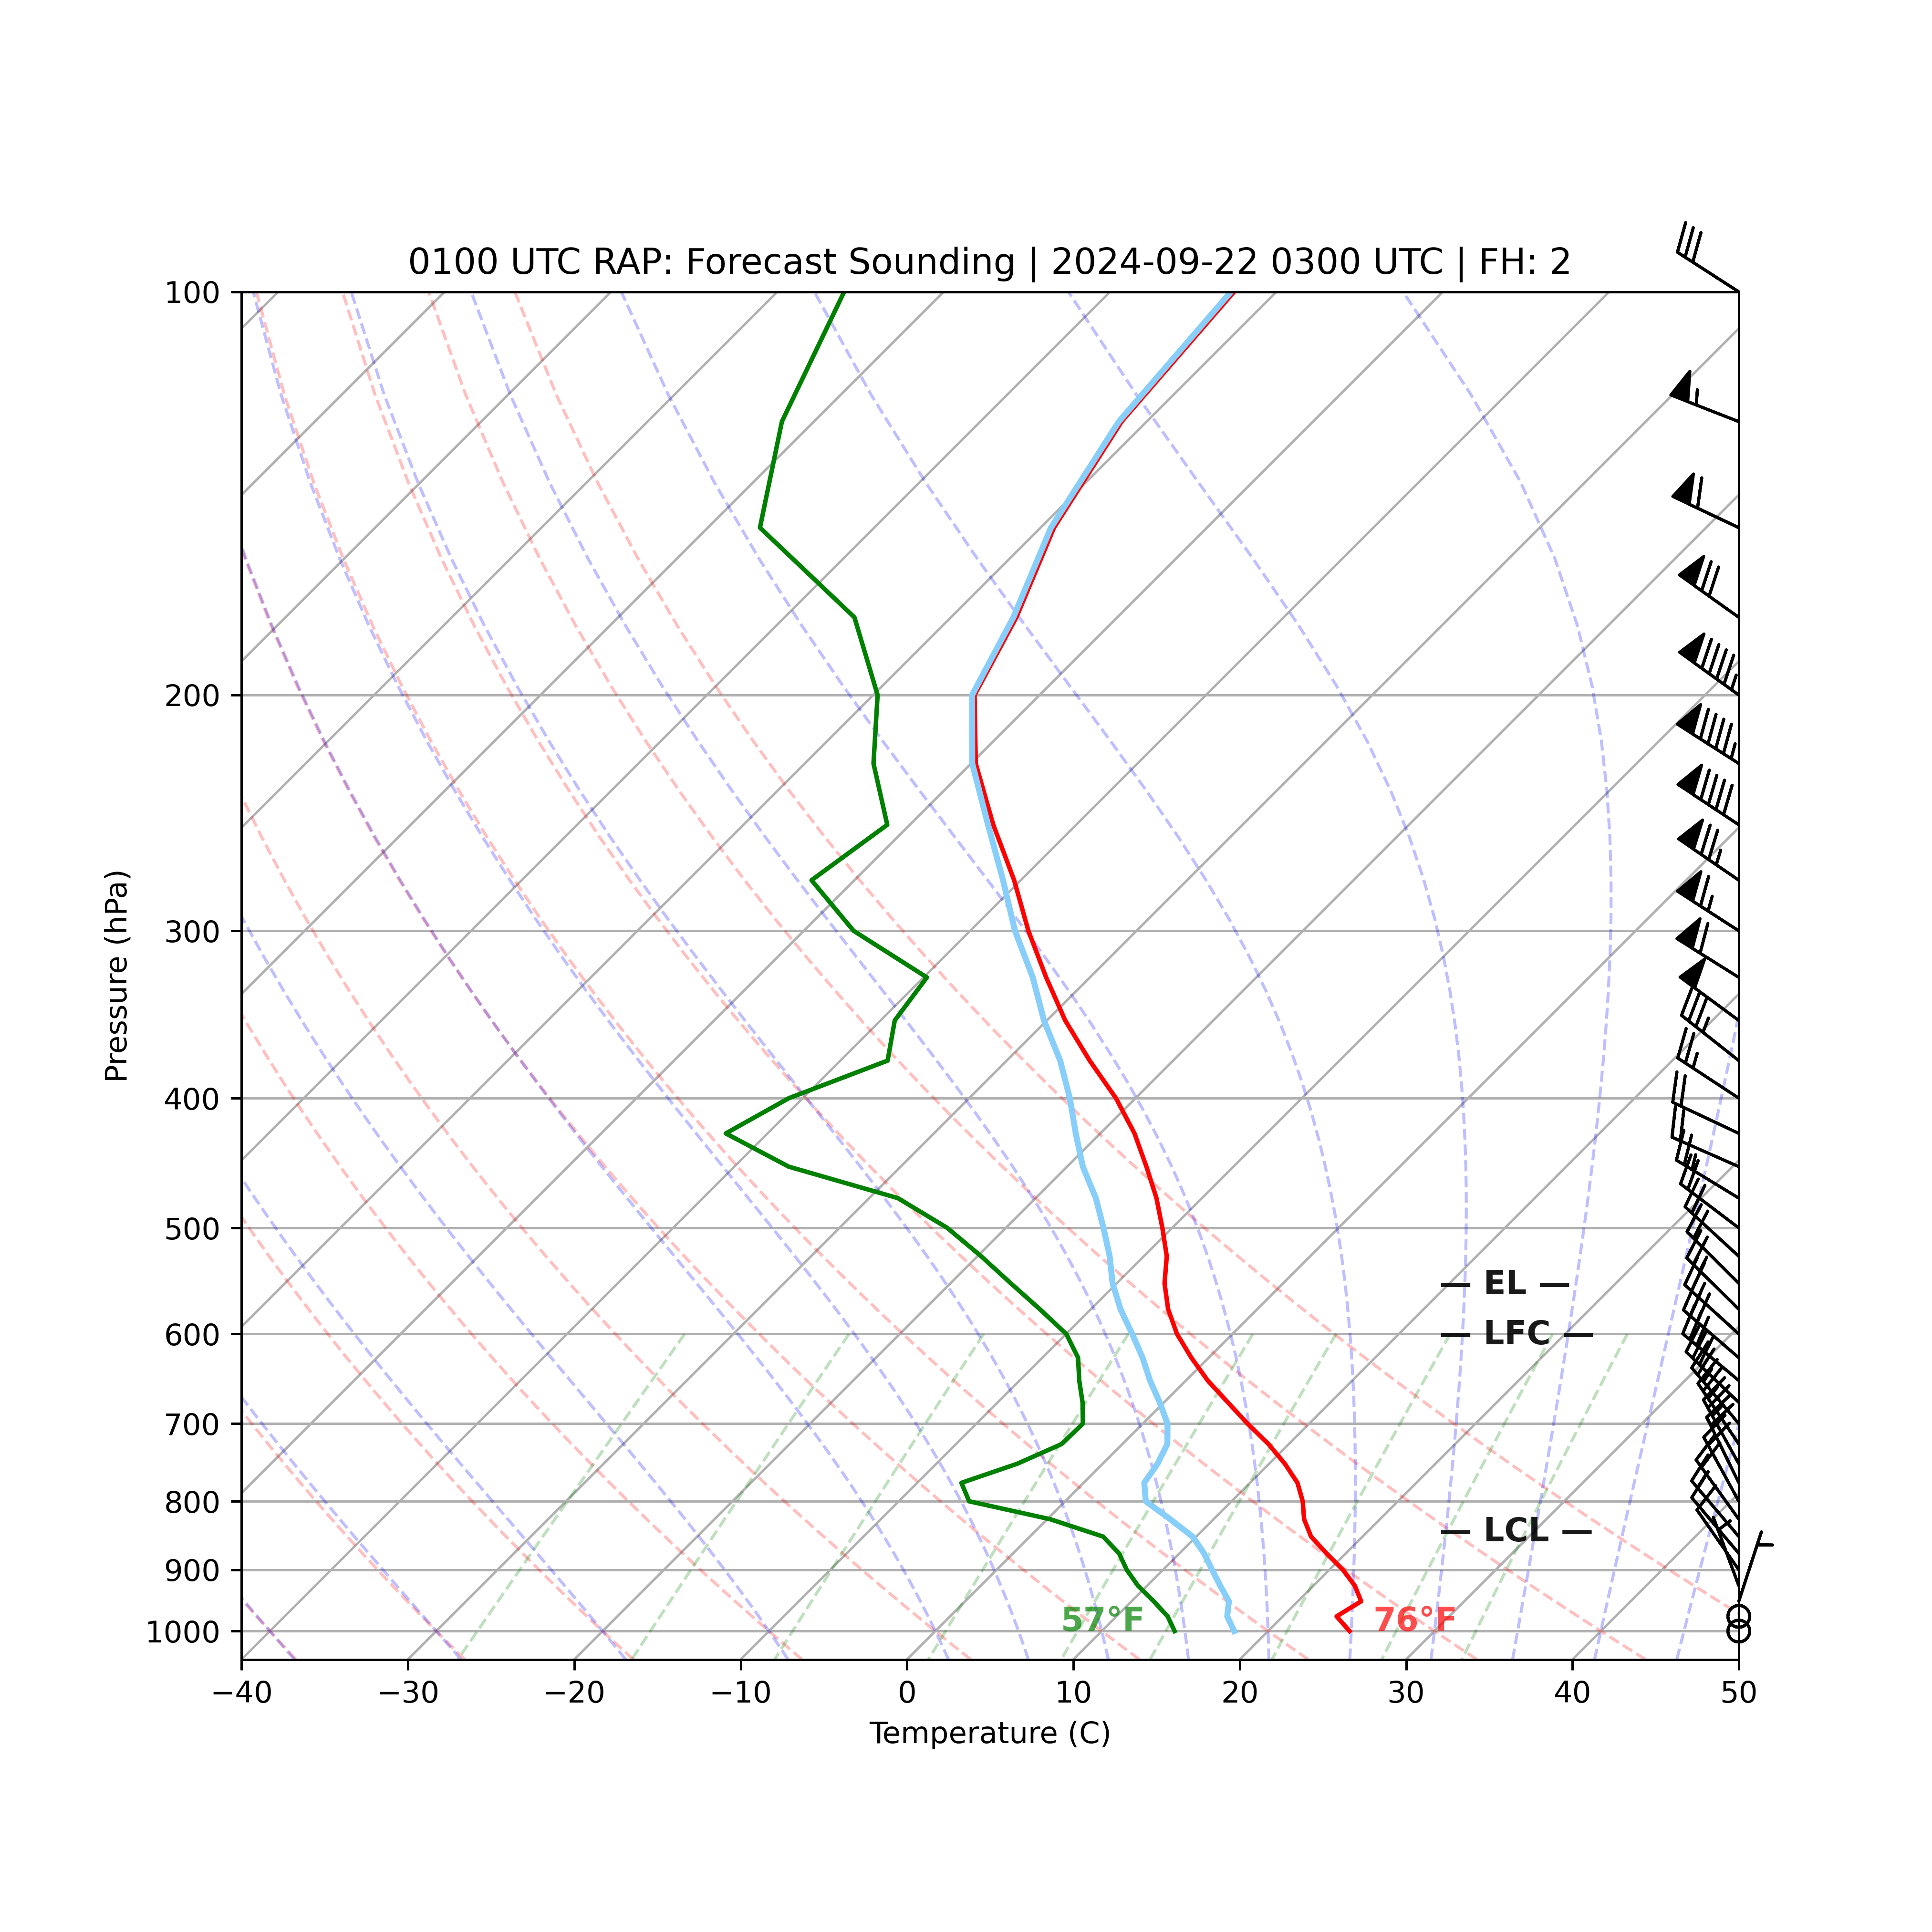 0100 UTC RAP: Forecast Sounding | 2024-09-22 0300 UTC | FH: 2
100
200
300
400
500
600
700
800
900
1000
Pressure (hPa)
— EL —
— LFC —
— LCL —
57°F
76°F
−40 −30 −20 −10 0 10 20 30 40 50
Temperature (C)